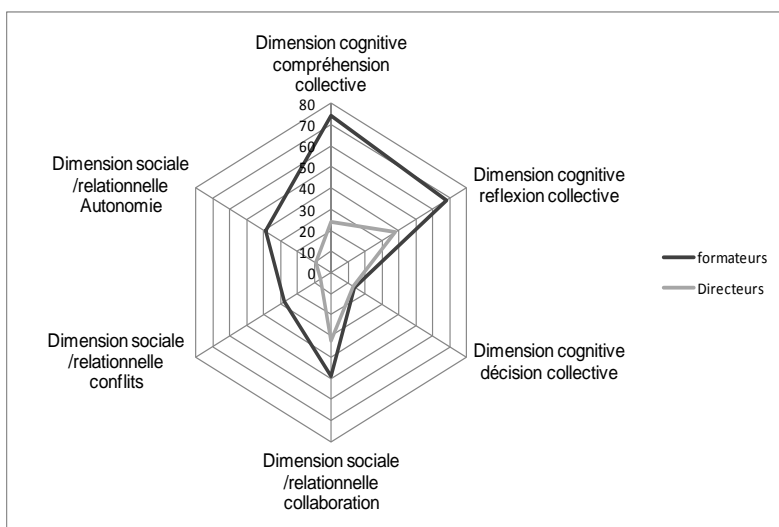 Dimension cognitive
compréhension
collective
80
70
60
50
40
30
20
10
0
Dimension cognitive
reflexion collective
Dimension cognitive
décision collective
Dimension sociale
/relationnelle
collaboration
Dimension sociale
/relationnelle
conflits
Dimension sociale
/relationnelle
Autonomie
formateurs
Directeurs